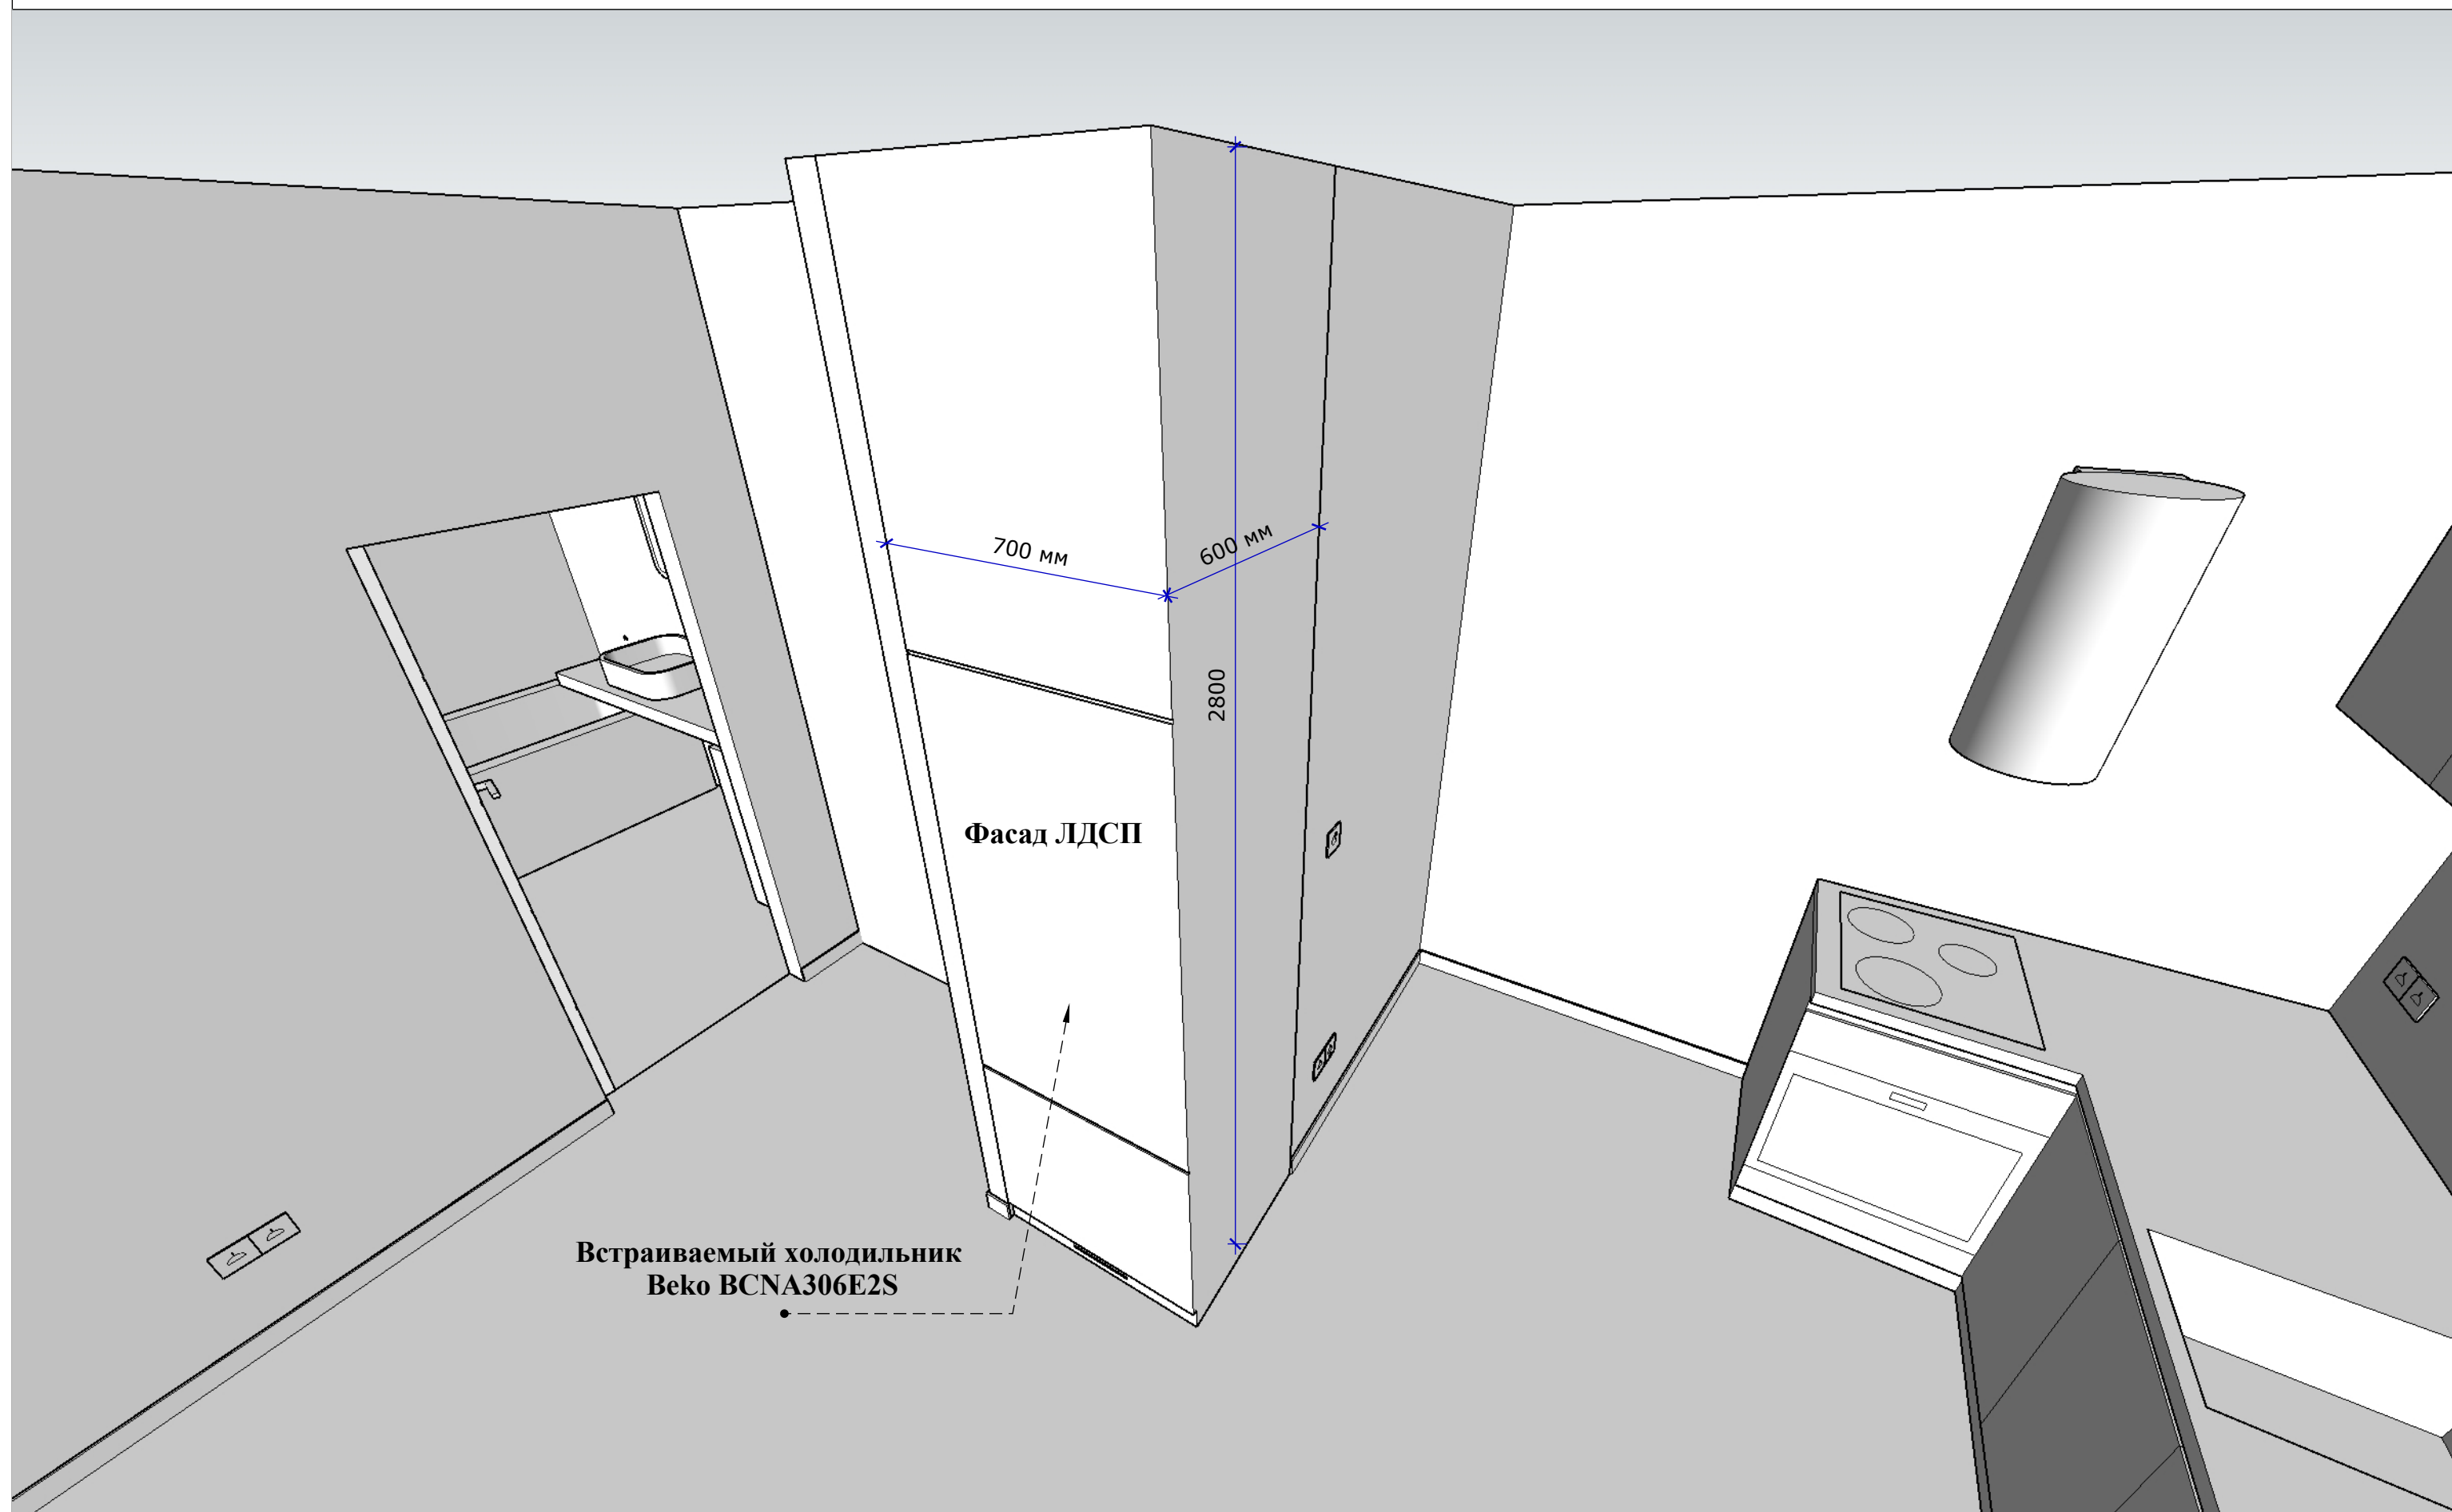 700 мм
600 мм
2800
Фасад ЛДСП
Встраиваемый холодильник
Beko BCNA306E2S